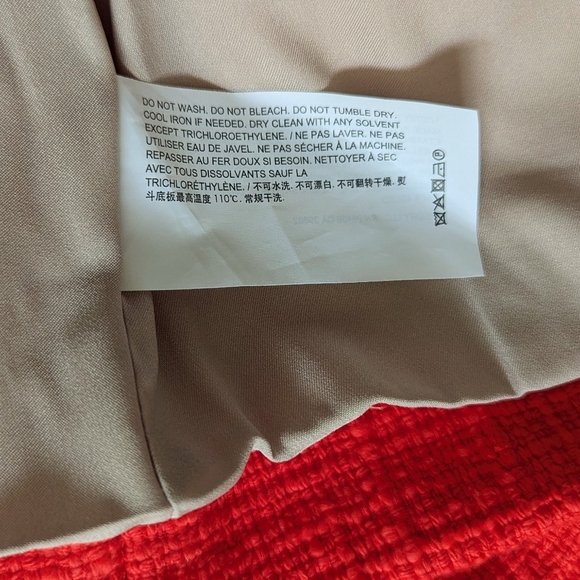 DO NOT WASH. DO NOT BLEACH. DO NOT TUMBLE DRY.
COOL IRON IF NEEDED. DRY CLEAN WITH ANY SOLVENT
EXCEPT TRICHLOROETHYLENE. / NE PAS LAVER. NE PAS
UTILISER EAU DE JAVEL. NE PAS SÉCHER À LA MACHINE.
REPASSER AU FER DOUX SI BESOIN. NETTOYER À SEC
AVEC TOUS DISSOLVANTS SAUF LA
TRICHLORÉTHYLÈNE. / 不可水洗. 不可漂白. 不可翻转干燥. 熨
斗底板最高温度 110℃. 常规干洗.